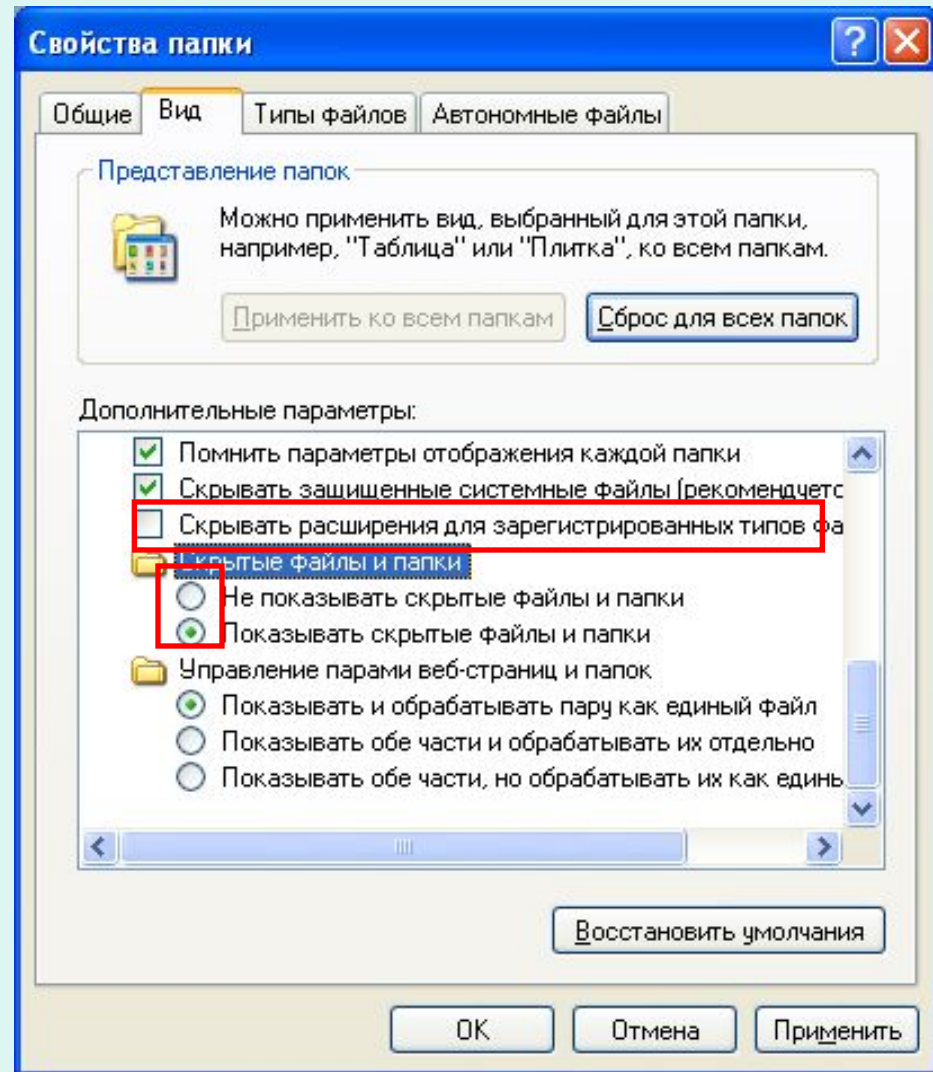 Свойства папки
Общие
Вид
Типы файлов
Автономные файлы
Представление папок
Можно применить вид, выбранный для этой папки,
например, "Таблица" или "Плитка", ко всем папкам.
Применить ко всем папкам
Сброс для всех папок
Дополнительные параметры:
Помнить параметры отображения каждой папки
Скрывать защищенные системные файлы (рекомендуетс
Скрывать расширения для зарегистрированных типов фа
Скрытые файлы и папки
Не показывать скрытые файлы и папки
Показывать скрытые файлы и папки
Управление парами веб-страниц и папок
Показывать и обрабатывать пару как единый файл
Показывать обе части и обрабатывать их отдельно
Показывать обе части, но обрабатывать их как едины
Восстановить умолчания
OK
Отмена
Применить